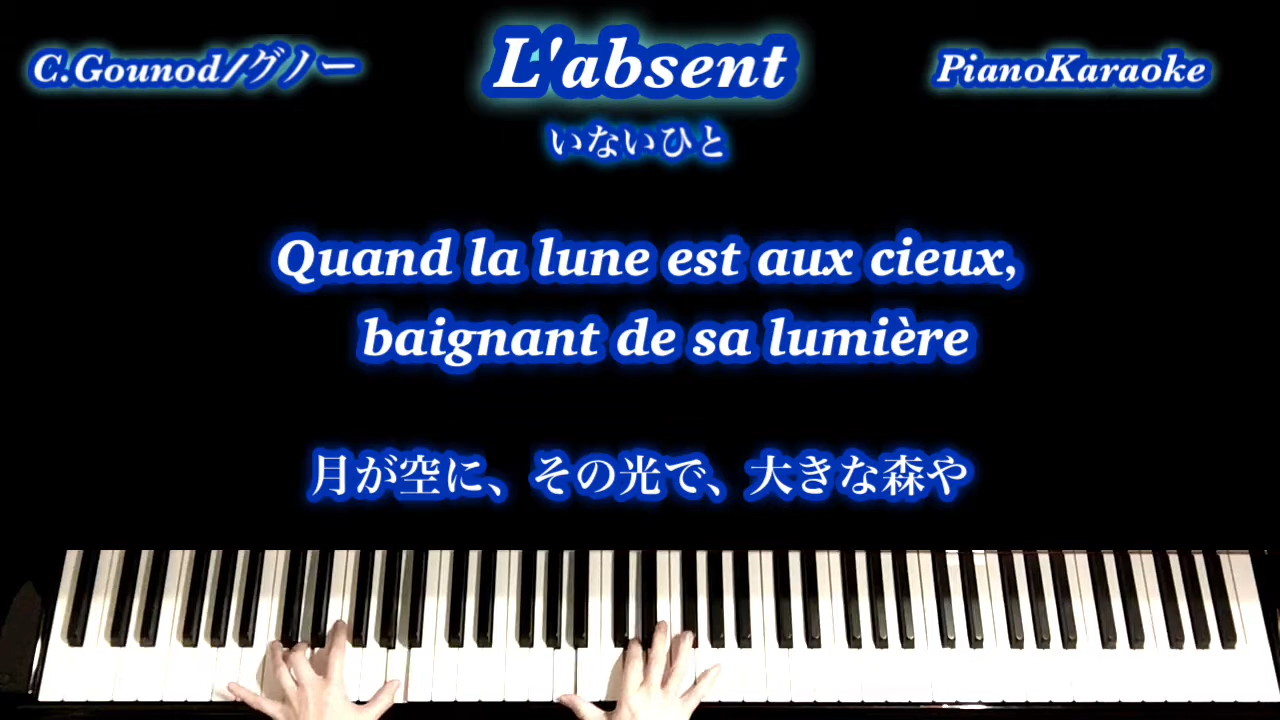 C.Gounod/グノー
L'absent
PianoKaraoke
いないひと
Quand la lune est aux cieux,
baignant de sa lumière
月が空に、その光で、大きな森や